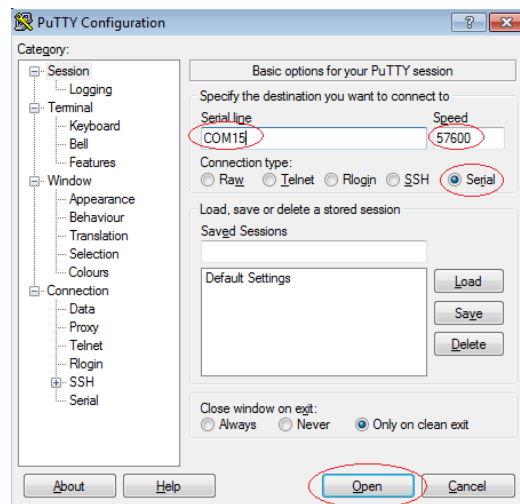 PuTTY Configuration
Category:
Session
Logging
Terminal
Keyboard
Bell
Features
Window
Appearance
Behaviour
Translation
Selection
Colours
Connection
Data
Proxy
Telnet
Rlogin
SSH
Serial
Basic options for your PuTTY session
Specify the destination you want to connect to
Serial line Speed
COM15 57600
Connection type:
Raw Telnet Rlogin SSH Serial
Load, save or delete a stored session
Saved Sessions
Default Settings
Load
Save
Delete
Close window on exit:
Always Never Only on clean exit
About Help Open Cancel